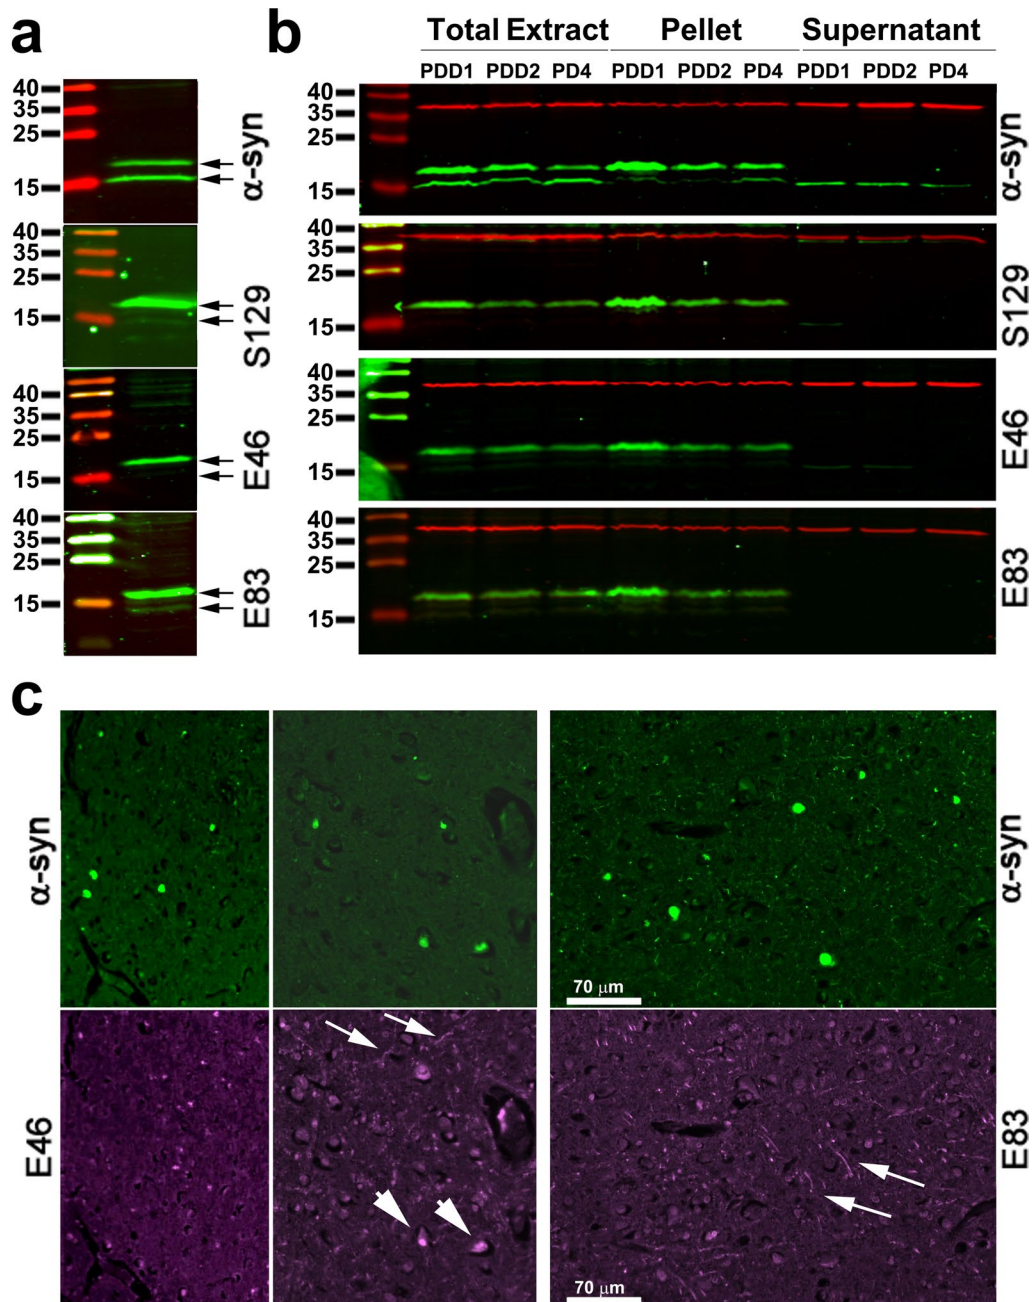 a
40
35
25
15
α-syn
40
35
25
15
S129
40
35
25
15
E46
40
35
25
15
E83
b
Total Extract Pellet Supernatant
PDD1 PDD2 PD4 PDD1 PDD2 PD4 PDD1 PDD2 PD4
40
35
25
15
α-syn
40
35
25
15
S129
40
35
25
15
E46
40
35
25
15
E83
c
α-syn
α-syn
70 μm
E46
E83
70 μm